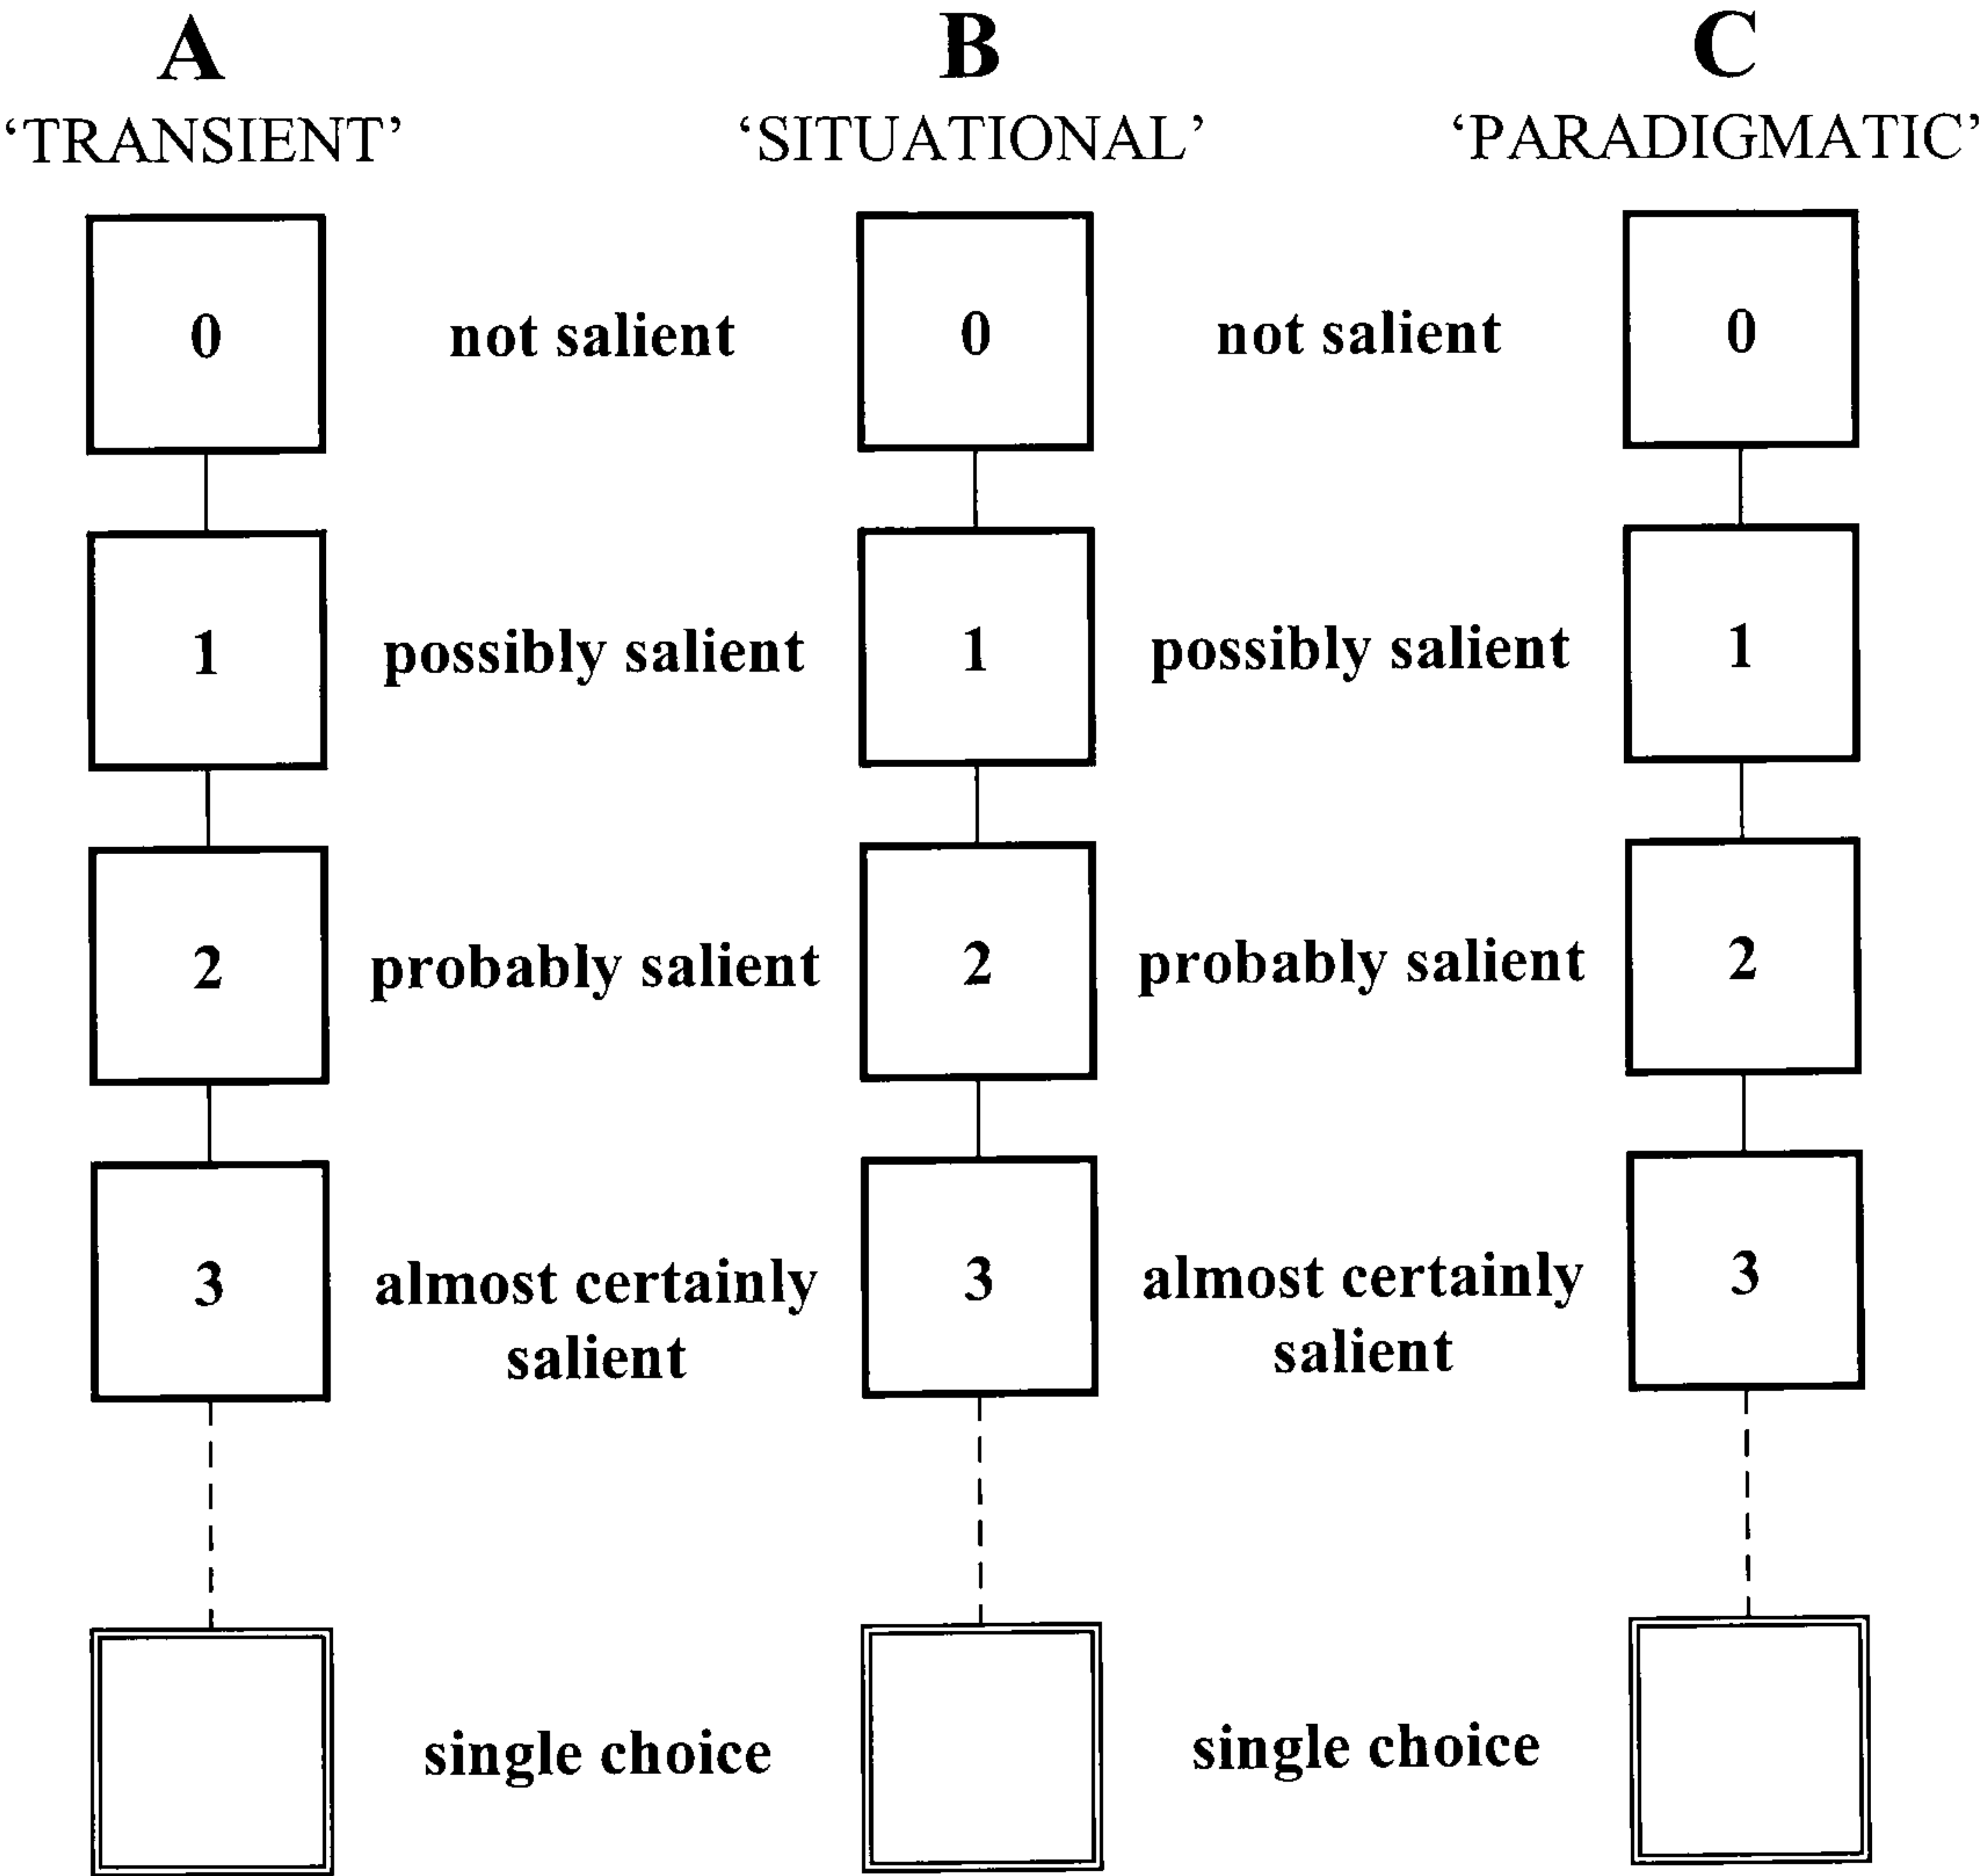 A B C
‘TRANSIENT’ ‘SITUATIONAL’ ‘PARADIGMATIC’
0 not salient 0 not salient 0
1 possibly salient 1 possibly salient 1
2 probably salient 2 probably salient 2
3 almost certainly 3 almost certainly 3
salient salient
single choice single choice